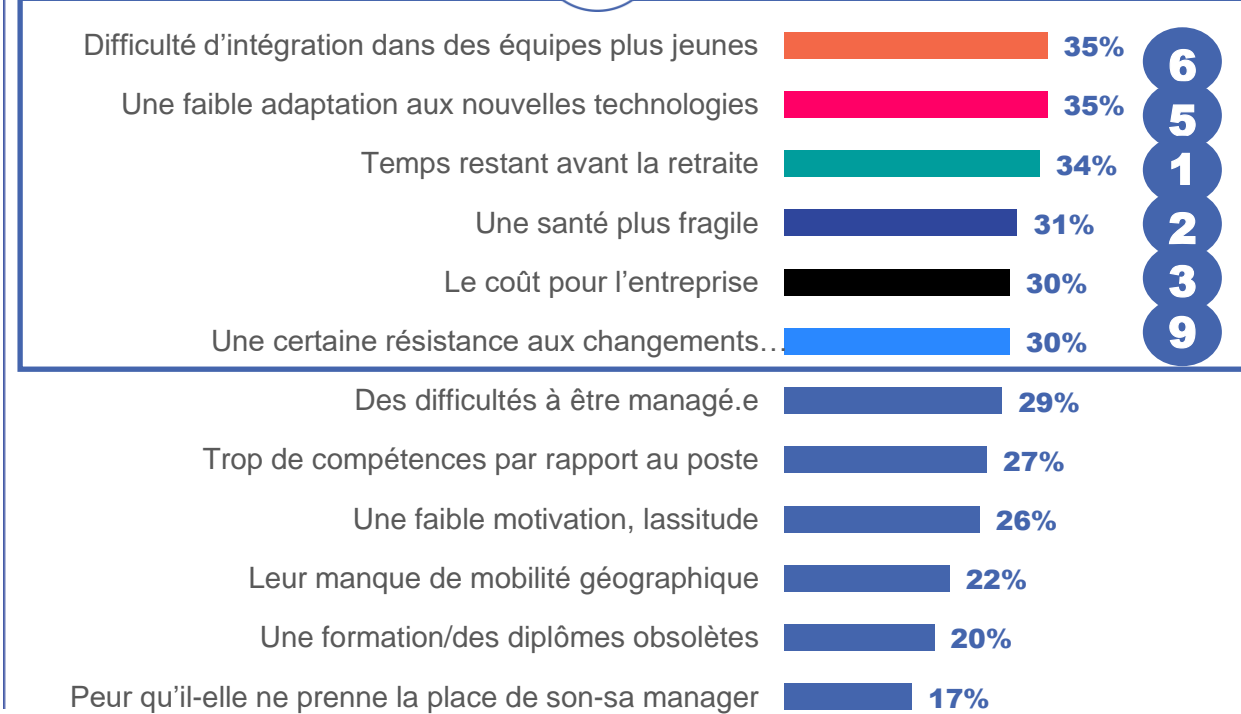 Difficulté d’intégration dans des équipes plus jeunes 35% 6
Une faible adaptation aux nouvelles technologies 35% 5
Temps restant avant la retraite 34% 1
Une santé plus fragile 31% 2
Le coût pour l’entreprise 30% 3
Une certaine résistance aux changements… 30% 9
Des difficultés à être managé.e 29%
Trop de compétences par rapport au poste 27%
Une faible motivation, lassitude 26%
Leur manque de mobilité géographique 22%
Une formation/des diplômes obsolètes 20%
Peur qu’il-elle ne prenne la place de son-sa manager 17%